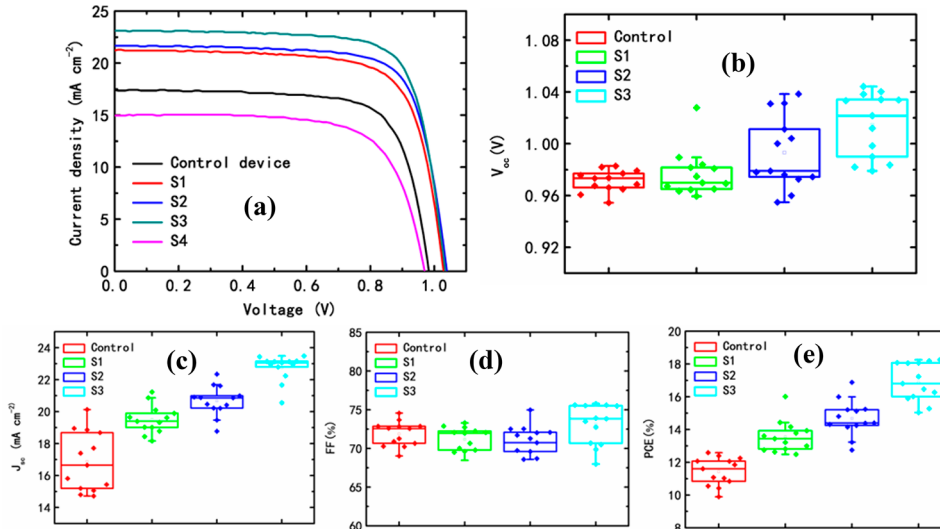 Current density (mA cm-2)
25
20
15
10
5
0
Control device
S1
S2
S3
S4
(a)
0.0 0.2 0.4 0.6 0.8 1.0
Voltage (V)
Voc (V)
1.08
1.04
1.00
0.96
0.92
Control
S1
S2
S3
(b)
Jsc (mA cm-2)
24
22
20
18
16
14
Control
S1
S2
S3
(c)
FF(%)
85
80
75
70
65
60
Control
S1
S2
S3
(d)
PCE(%)
20
18
16
14
12
10
8
Control
S1
S2
S3
(e)